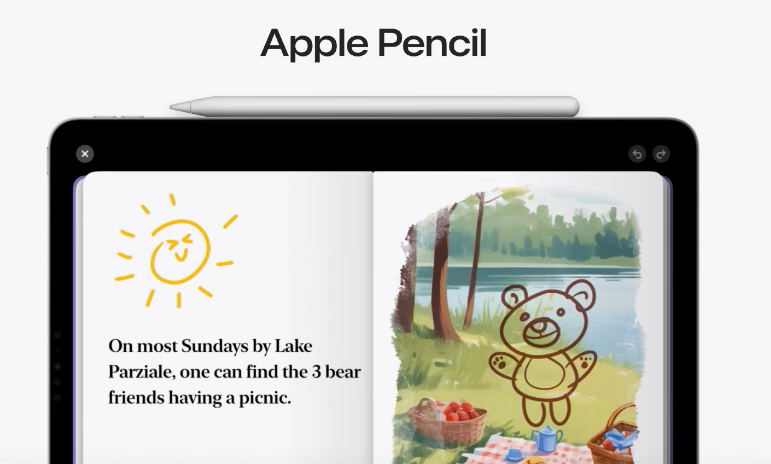 Apple Pencil
On most Sundays by Lake
Parziale, one can find the 3 bear
friends having a picnic.